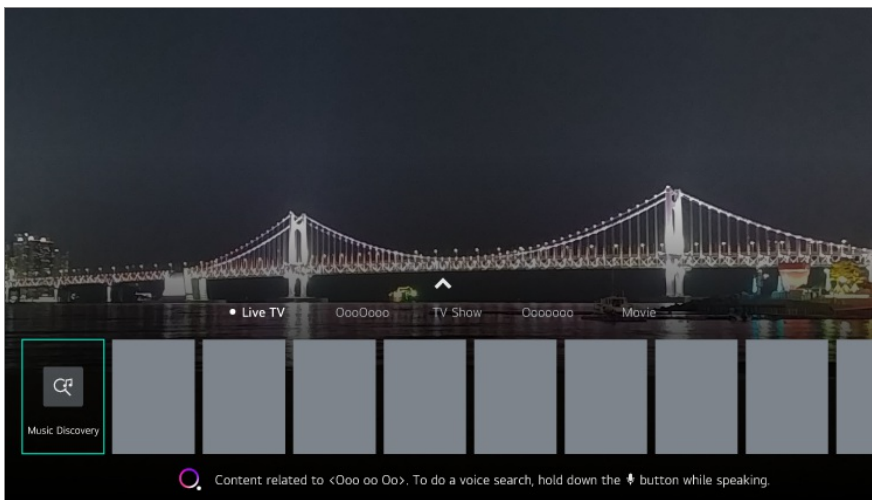 Live TV
OooOooo
TV Show
Ooooooo
Movie
Music Discovery
Content related to <Ooo oo Oo>. To do a voice search, hold down the button while speaking.